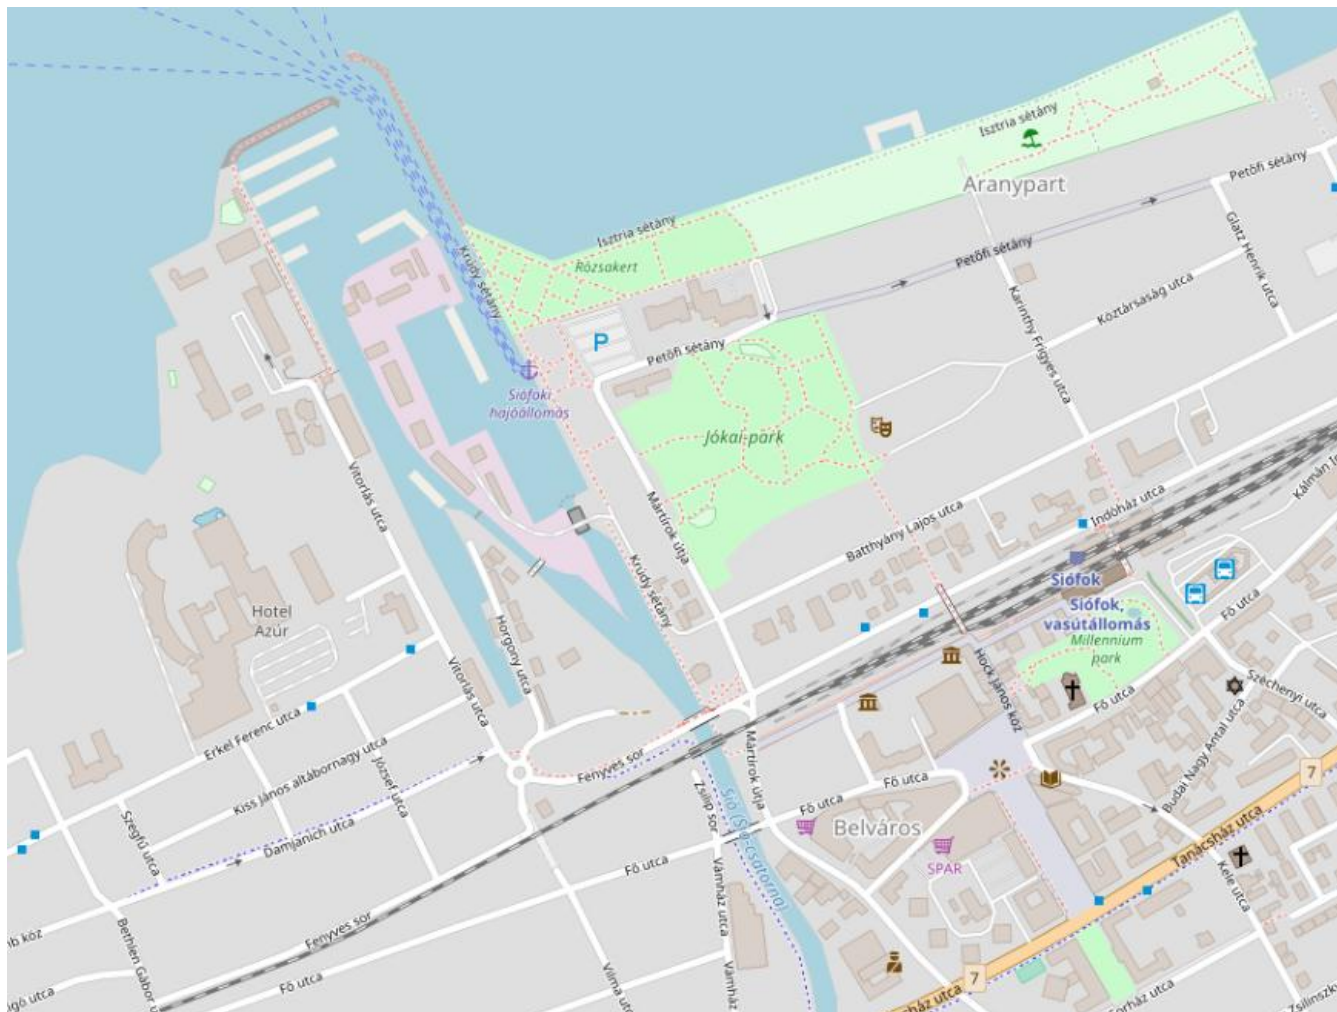 Isztria sétány
Aranypart
Petőfi sétány
Isztria sétány
Rózsakert
Krúdy sétány
Petőfi sétány
Glatz Henrik utca
Karinthy Frigyes utca
Köztársaság utca
P
Petőfi sétány
Siófoki
hajóállomás
Jókai-park
Vitorlás utca
Mártírok útja
Batthyány Lajos utca
Indóház utca
Krúdy sétány
Siófok
Siófok,
vasútállomás
Millennium
park
Fő utca
Hotel
Azúr
Horgony utca
Vitorlás utca
Hock János köz
Fő utca
Széchenyi utca
Budai Nagy Antal utca
Erkel Ferenc utca
Kiss János altábornagy utca
József utca
Fenyves sor
Mártírok útja
Zsilip sor
Sió (Sió-csatorna)
Fő utca
Fő utca
Belváros
SPAR
7
Tanácsház utca
Szegfű utca
Damjanich utca
Fő utca
Vámház utca
Kele utca
Fenyves sor
Bethlen Gábor
Fő utca
Vilma
Vámház
7